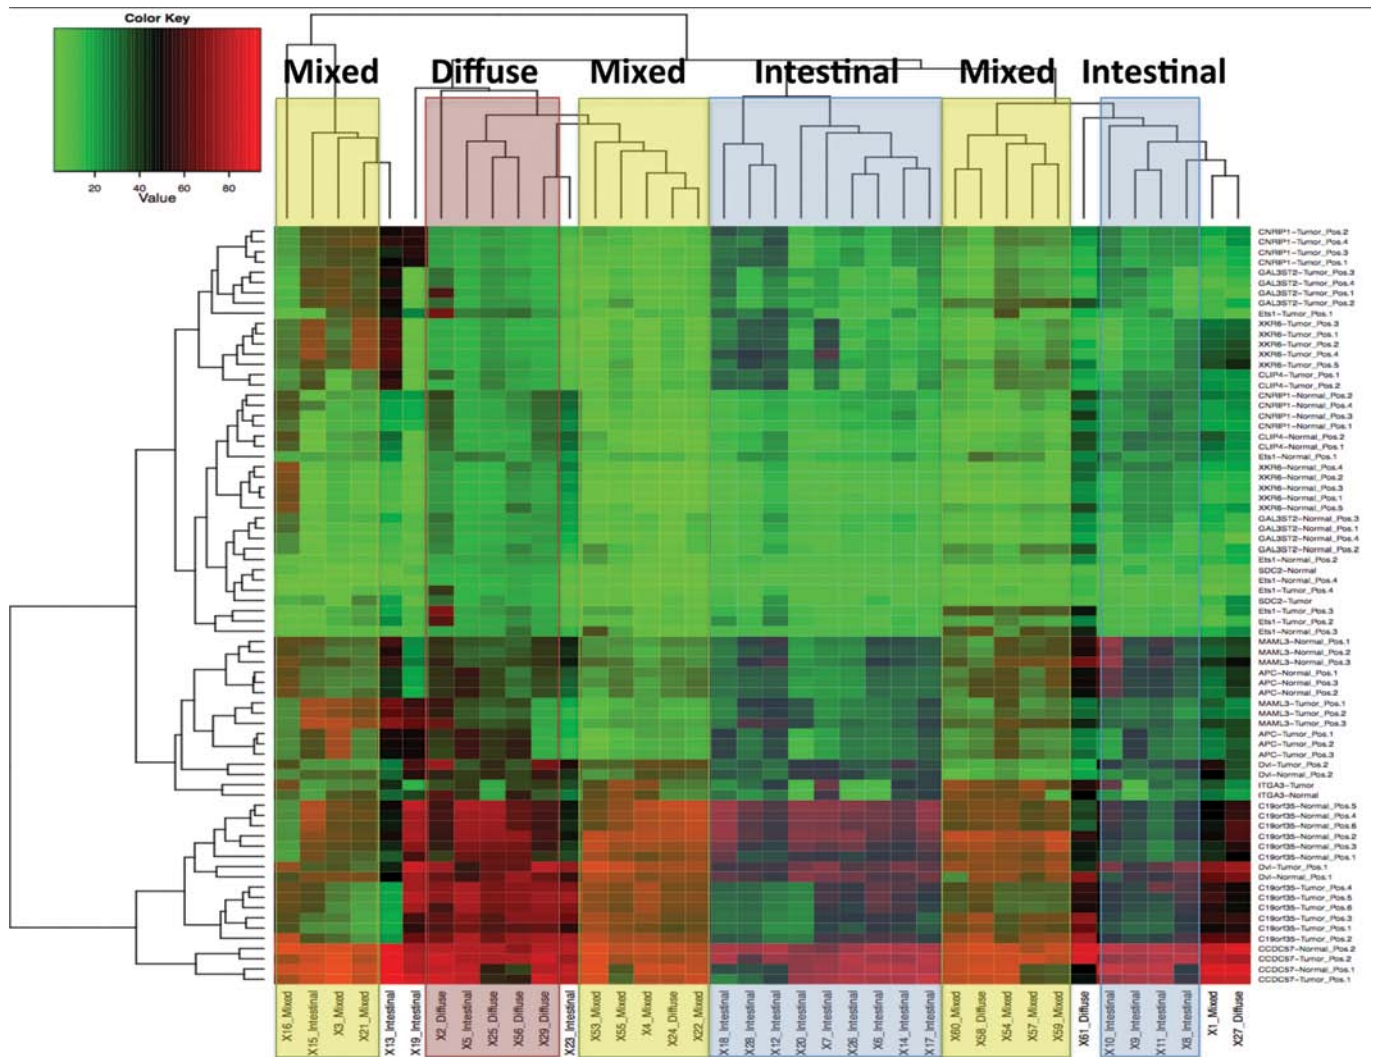 Color Key
20 40 60 80
Value
Mixed Diffuse Mixed Intestinal Mixed Intestinal
CNRIP1-Tumor_Pos.2
CNRIP1-Tumor_Pos.4
CNRIP1-Tumor_Pos.3
CNRIP1-Tumor_Pos.1
GAL3ST2-Tumor_Pos.3
GAL3ST2-Tumor_Pos.4
GAL3ST2-Tumor_Pos.1
GAL3ST2-Tumor_Pos.2
Ets1-Tumor_Pos.1
XKR6-Tumor_Pos.3
XKR6-Tumor_Pos.1
XKR6-Tumor_Pos.2
XKR6-Tumor_Pos.4
XKR6-Tumor_Pos.5
CLIP4-Tumor_Pos.1
CLIP4-Tumor_Pos.2
CNRIP1-Normal_Pos.2
CNRIP1-Normal_Pos.4
CNRIP1-Normal_Pos.3
CNRIP1-Normal_Pos.1
CLIP4-Normal_Pos.2
CLIP4-Normal_Pos.1
Ets1-Normal_Pos.1
XKR6-Normal_Pos.4
XKR6-Normal_Pos.2
XKR6-Normal_Pos.3
XKR6-Normal_Pos.1
XKR6-Normal_Pos.5
GAL3ST2-Normal_Pos.3
GAL3ST2-Normal_Pos.1
GAL3ST2-Normal_Pos.4
GAL3ST2-Normal_Pos.2
Ets1-Normal_Pos.2
SDC2-Normal
Ets1-Normal_Pos.4
Ets1-Tumor_Pos.4
SDC2-Tumor
Ets1-Tumor_Pos.3
Ets1-Tumor_Pos.2
Ets1-Normal_Pos.3
MAML3-Normal_Pos.1
MAML3-Normal_Pos.2
MAML3-Normal_Pos.3
APC-Normal_Pos.1
APC-Normal_Pos.3
APC-Normal_Pos.2
MAML3-Tumor_Pos.1
MAML3-Tumor_Pos.2
MAML3-Tumor_Pos.3
APC-Tumor_Pos.1
APC-Tumor_Pos.2
APC-Tumor_Pos.3
Dvl-Tumor_Pos.2
Dvl-Normal_Pos.2
ITGA3-Tumor
ITGA3-Normal
C19orf35-Normal_Pos.5
C19orf35-Normal_Pos.4
C19orf35-Normal_Pos.6
C19orf35-Normal_Pos.2
C19orf35-Normal_Pos.3
C19orf35-Normal_Pos.1
Dvl-Tumor_Pos.1
Dvl-Normal_Pos.1
C19orf35-Tumor_Pos.4
C19orf35-Tumor_Pos.5
C19orf35-Tumor_Pos.6
C19orf35-Tumor_Pos.3
C19orf35-Tumor_Pos.1
C19orf35-Tumor_Pos.2
CCDC57-Normal_Pos.2
CCDC57-Tumor_Pos.2
CCDC57-Normal_Pos.1
CCDC57-Tumor_Pos.1
X16_Mixed
X15_Intestinal
X3_Mixed
X21_Mixed
X13_Intestinal
X19_Intestinal
X2_Diffuse
X5_Intestinal
X25_Diffuse
X56_Diffuse
X29_Diffuse
X23_Intestinal
X53_Mixed
X55_Mixed
X4_Mixed
X24_Diffuse
X22_Mixed
X18_Intestinal
X28_Intestinal
X12_Intestinal
X20_Intestinal
X7_Intestinal
X26_Intestinal
X6_Intestinal
X14_Intestinal
X17_Intestinal
X60_Mixed
X58_Diffuse
X54_Mixed
X57_Mixed
X59_Mixed
X61_Diffuse
X10_Intestinal
X9_Intestinal
X11_Intestinal
X8_Intestinal
X1_Mixed
X27_Diffuse